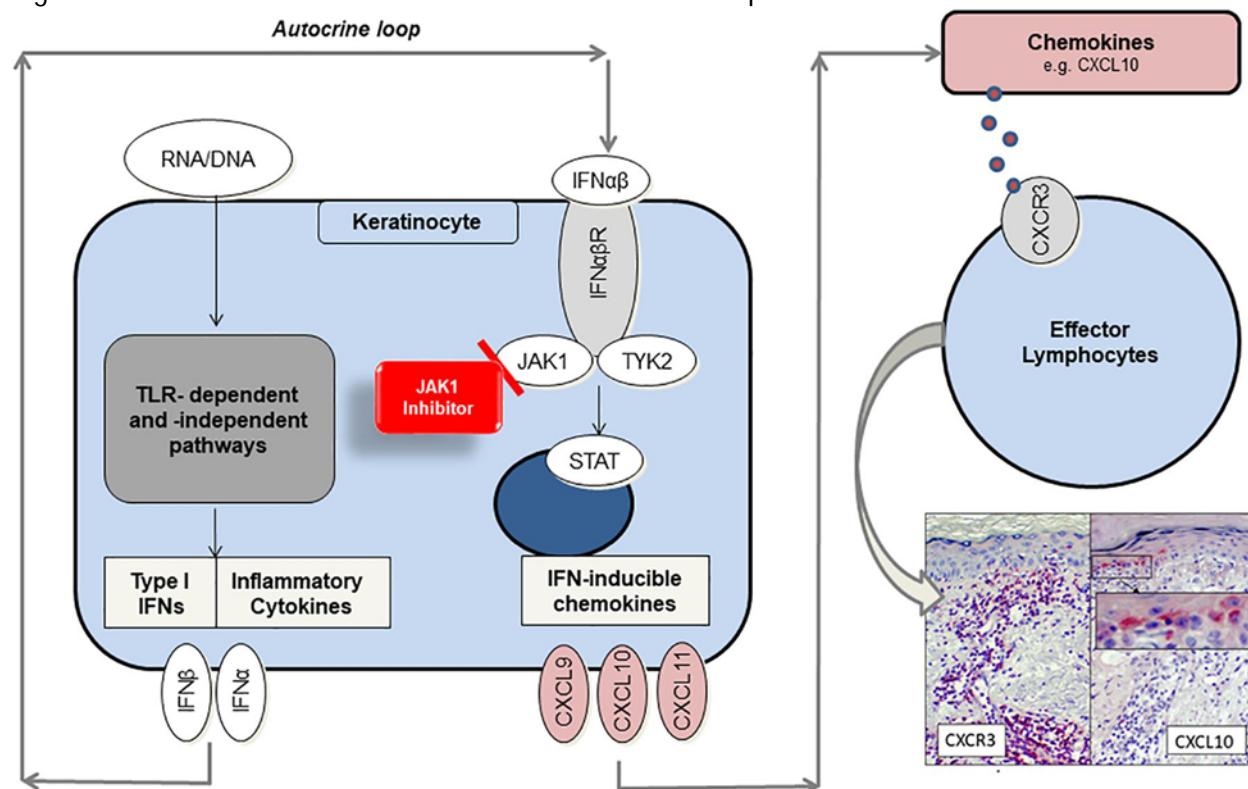 Autocrine loop
Chemokines
e.g. CXCL10
RNA/DNA
IFNαβ
Keratinocyte
IFNαβR
CXCR3
Effector
Lymphocytes
JAK1
TYK2
JAK1
Inhibitor
TLR- dependent
and -independent
pathways
STAT
Type I
IFNs
Inflammatory
Cytokines
IFN-inducible
chemokines
IFNβ
IFNα
CXCL9
CXCL10
CXCL11
CXCR3
CXCL10